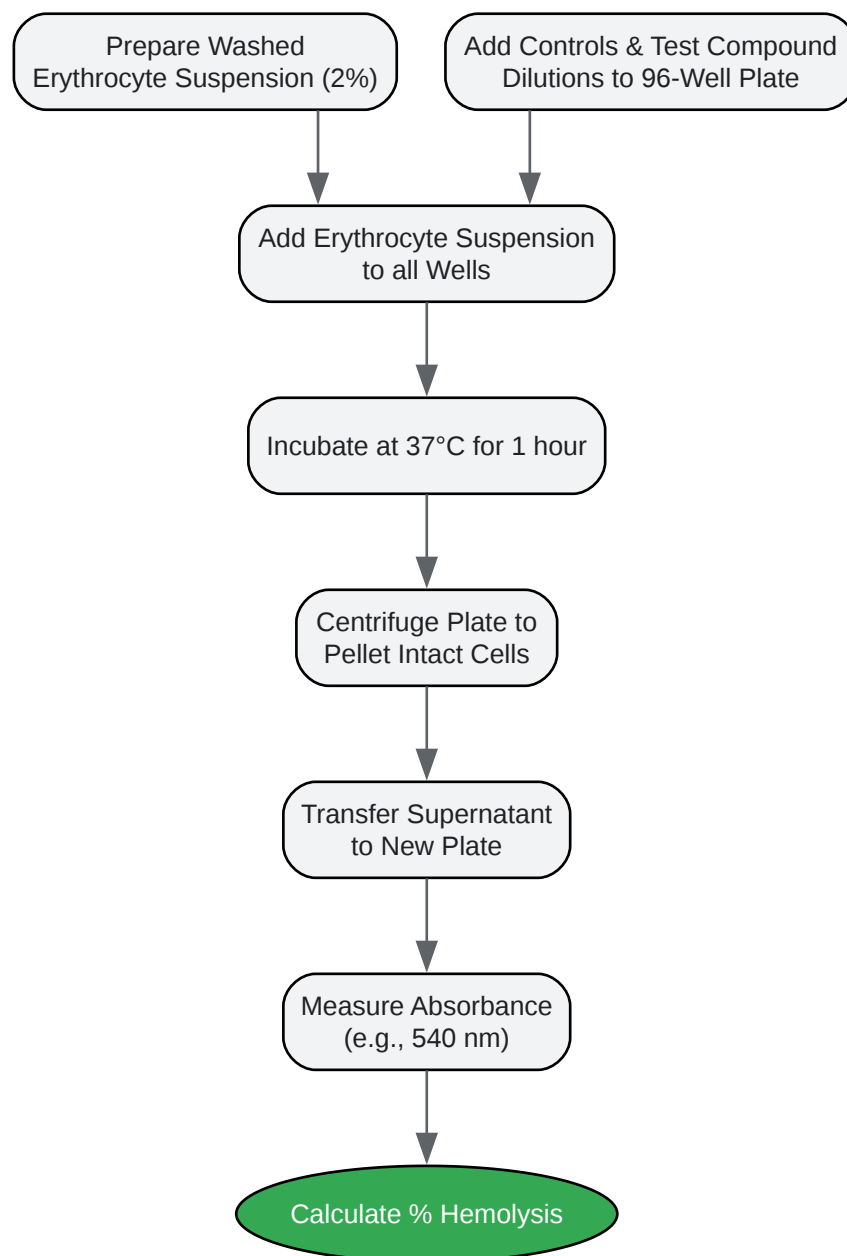 Prepare Washed
Erythrocyte Suspension (2%)
Add Controls & Test Compound
Dilutions to 96-Well Plate
Add Erythrocyte Suspension
to all Wells
Incubate at 37°C for 1 hour
Centrifuge Plate to
Pellet Intact Cells
Transfer Supernatant
to New Plate
Measure Absorbance
(e.g., 540 nm)
Calculate % Hemolysis